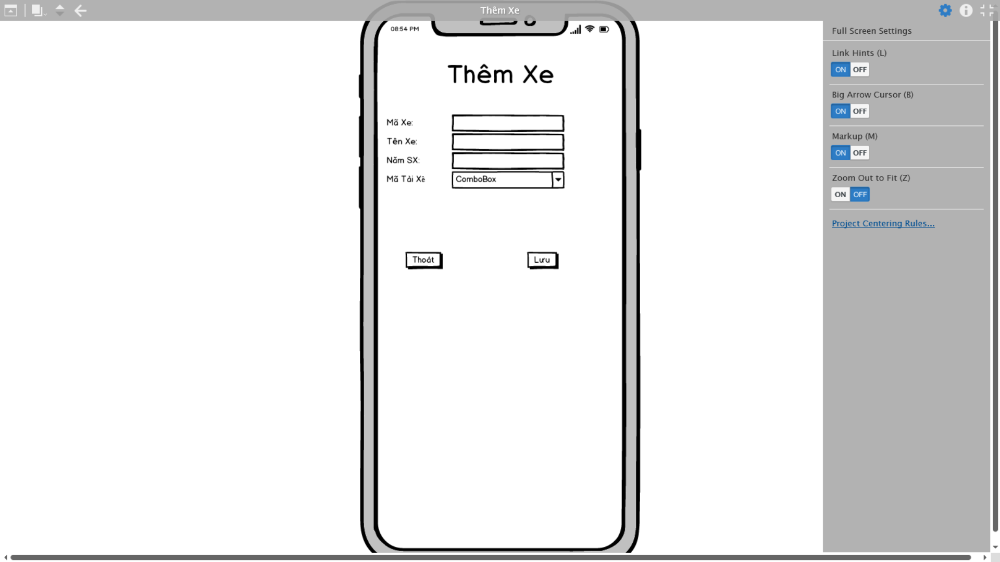 Thêm Xe
08:54 PM
Thêm Xe
Mã Xe:
Tên Xe:
Năm SX:
Mã Tải Xê
ComboBox
Thoát
Lưu
Full Screen Settings
Link Hints (L)
ON OFF
Big Arrow Cursor (B)
ON OFF
Markup (M)
ON OFF
Zoom Out to Fit (Z)
ON OFF
Project Centering Rules...